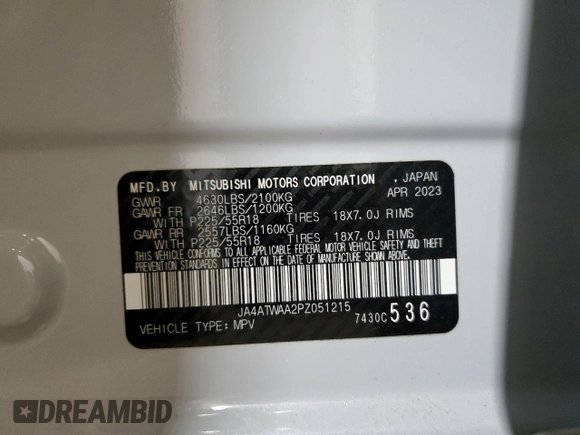 MFD.BY MITSUBISHI MOTORS CORPORATION , JAPAN
GVWR 4630LBS/2100KG APR 2023
GAWR FR 2646LBS/1200KG
WITH P225/55R18 TIRES 18X7.0J RIMS
GAWR RR 2557LBS/1160KG
WITH P225/55R18 TIRES 18X7.0J RIMS
THIS VEHICLE CONFORMS TO ALL APPLICABLE FEDERAL MOTOR VEHICLE SAFETY AND THEFT
PREVENTION STANDARDS IN EFFECT ON THE DATE OF MANUFACTURE SHOWN ABOVE.
JA4ATWAA2PZ051215
VEHICLE TYPE: MPV 7430C 536
DREAMBID